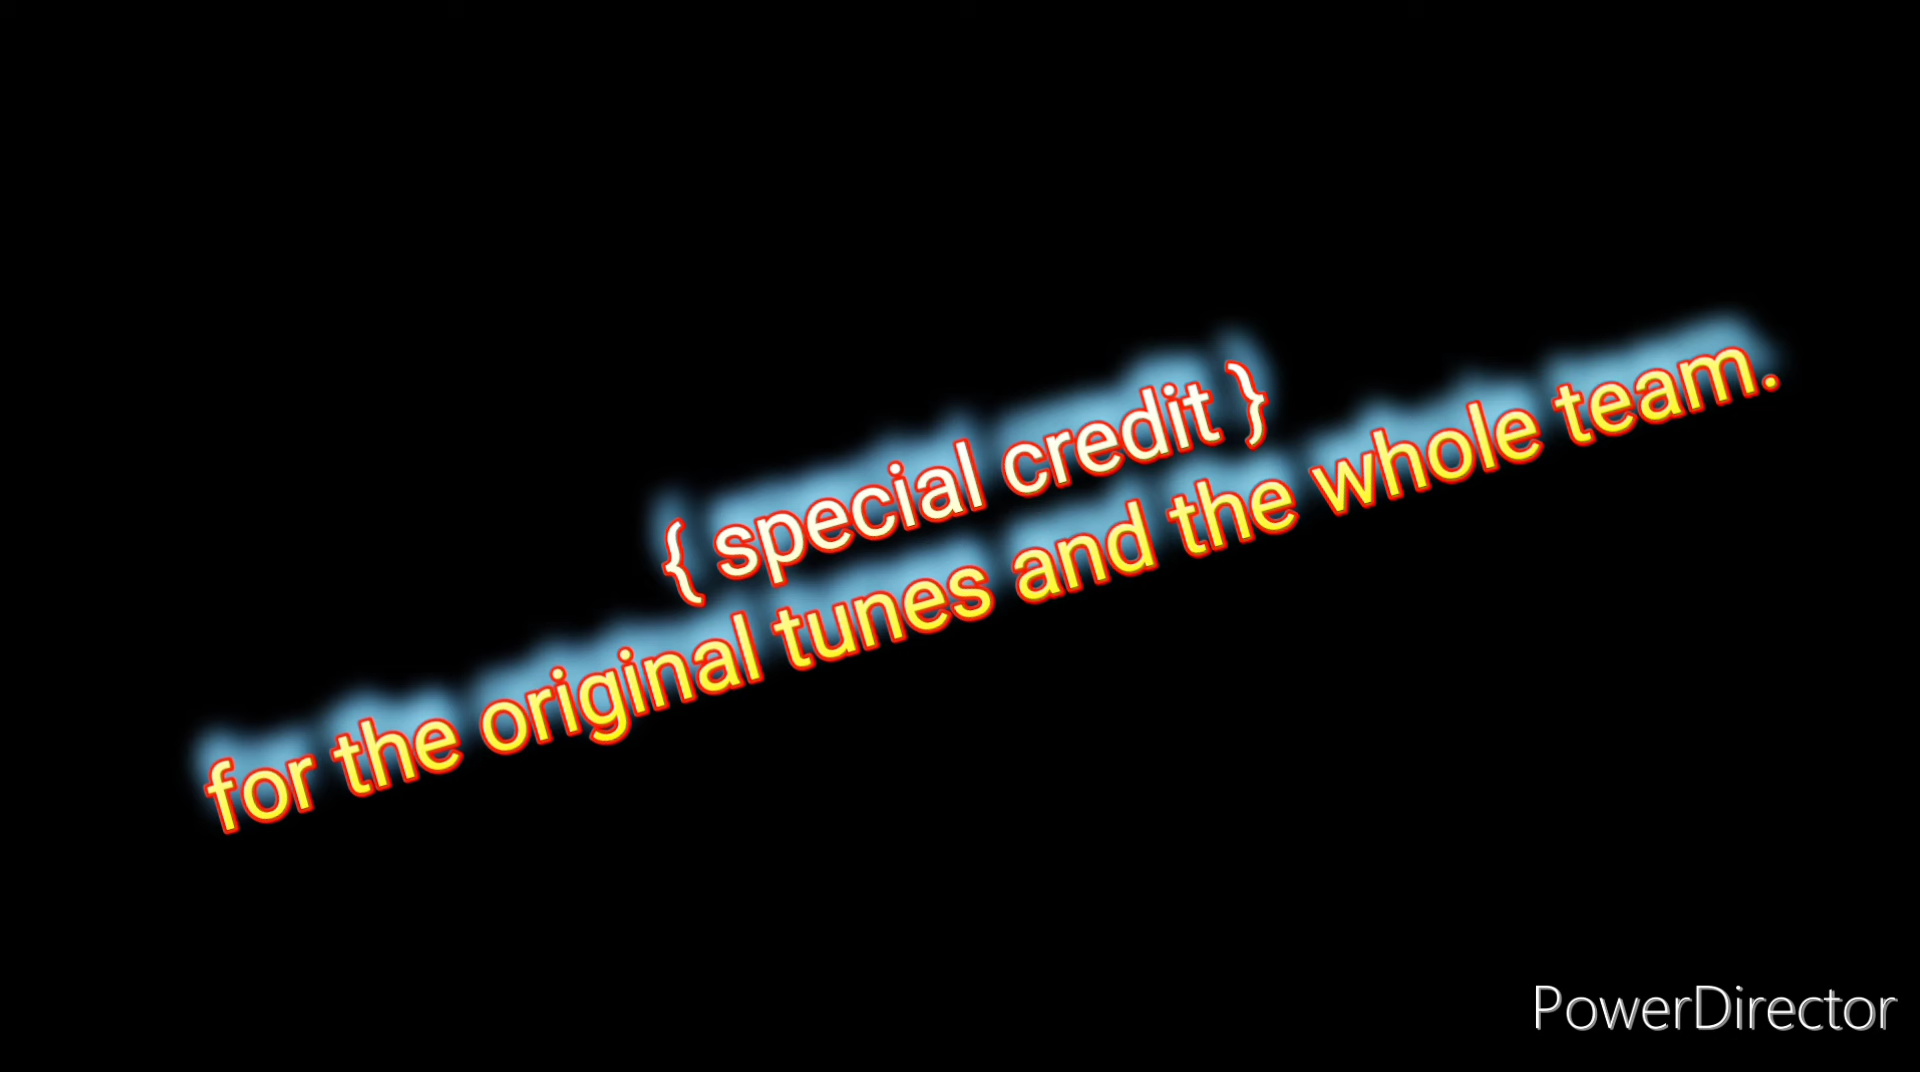 { special credit }
for the original tunes and the whole team.
PowerDirector